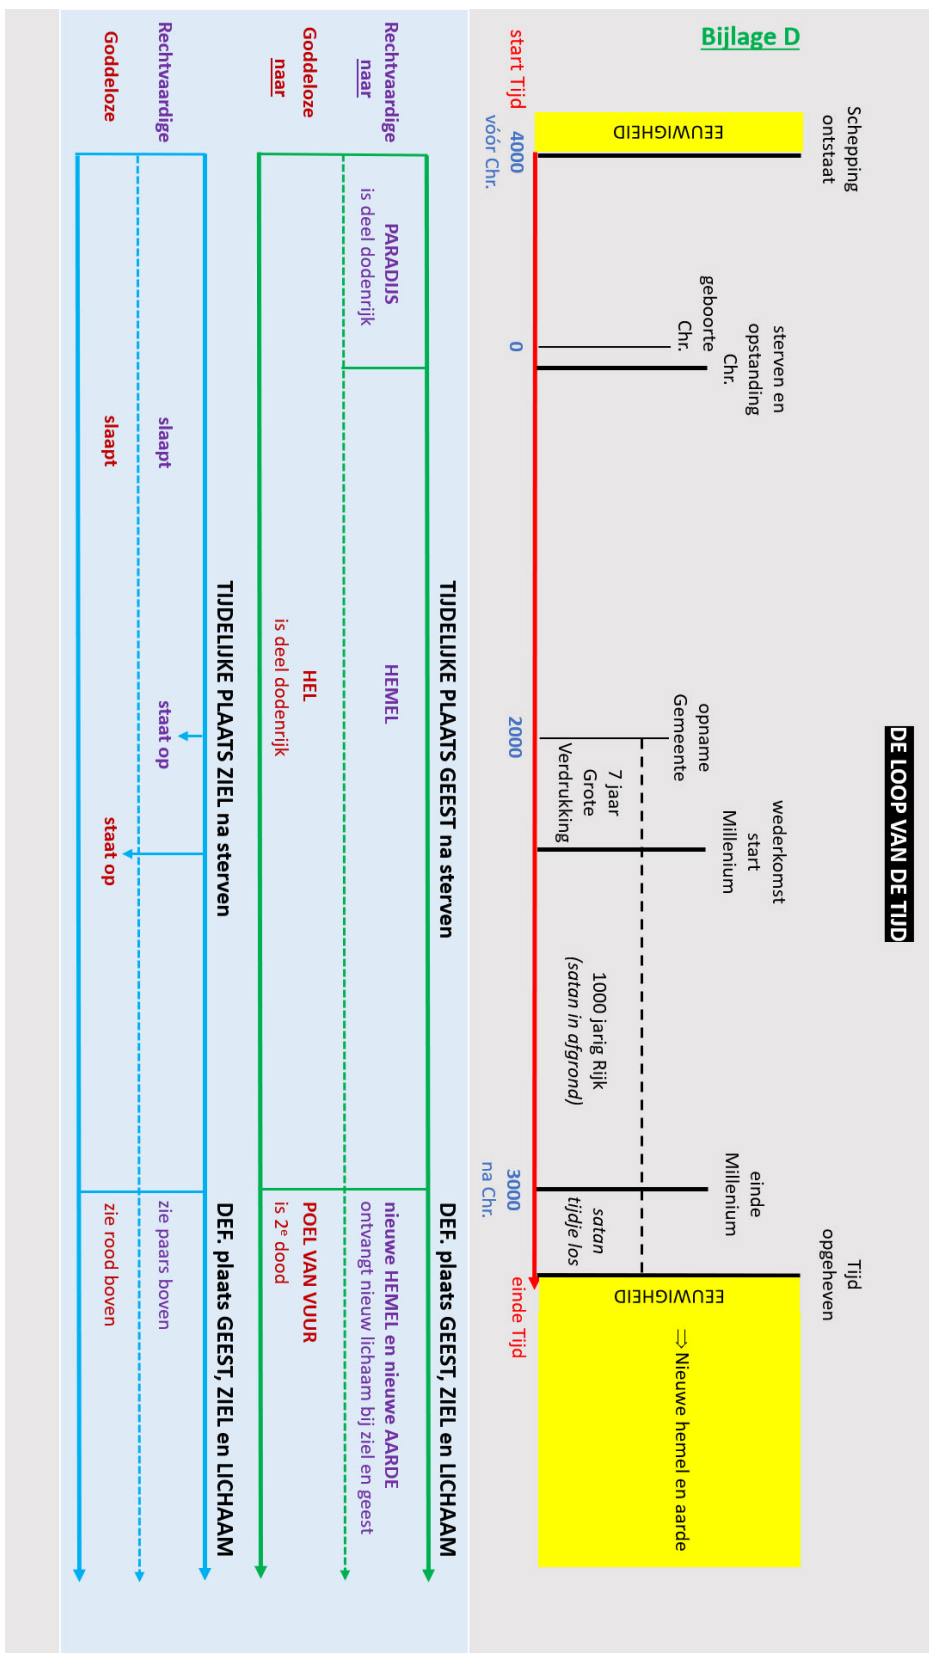 Bijlage D
DE LOOP VAN DE TIJD
Schepping
ontstaat
sterven en
opstanding
Chr.
geboorte
Chr.
opname
Gemeente
wederkomst
start
Millenium
einde
Millenium
Tijd
opgeheven
EEUWIGHEID
7 jaar
Grote
Verdrukking
1000 jarig Rijk
(satan in afgrond)
satan
tijdje los
EEUWIGHEID
⇒ Nieuwe hemel en aarde
start Tijd
4000
vóór Chr.
0
2000
3000
na Chr.
einde Tijd
TIJDELIJKE PLAATS GEEST na sterven
DEF. plaats GEEST, ZIEL en LICHAAM
Rechtvaardige
naar
PARADIJS
is deel dodenrijk
HEMEL
nieuwe HEMEL en nieuwe AARDE
ontvangt nieuw lichaam bij ziel en geest
Goddeloze
naar
HEL
is deel dodenrijk
POEL VAN VUUR
is 2e dood
TIJDELIJKE PLAATS ZIEL na sterven
DEF. plaats GEEST, ZIEL en LICHAAM
Rechtvaardige
slaapt
staat op
zie paars boven
Goddeloze
slaapt
staat op
zie rood boven